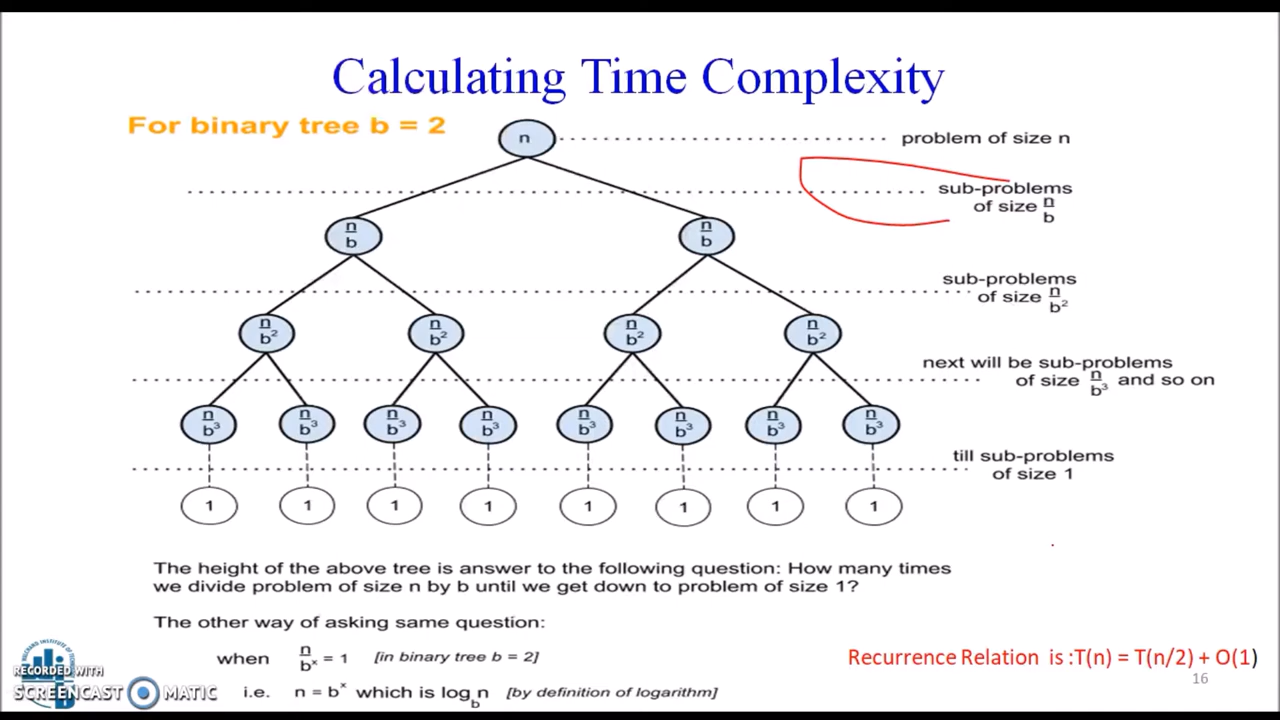 Calculating Time Complexity
For binary tree b = 2
n
problem of size n
sub-problems
of size n/b
n/b n/b
sub-problems
of size n/b²
n/b² n/b² n/b² n/b²
next will be sub-problems
of size n/b³ and so on
n/b³ n/b³ n/b³ n/b³ n/b³ n/b³ n/b³ n/b³
till sub-problems
of size 1
1 1 1 1 1 1 1 1
The height of the above tree is answer to the following question: How many times
we divide problem of size n by b until we get down to problem of size 1?
The other way of asking same question:
when n/bˣ = 1 [in binary tree b = 2]
Recurrence Relation is :T(n) = T(n/2) + O(1)
i.e. n = bˣ which is log_b n [by definition of logarithm]
16
RECORDED WITH
SCREENCAST MATIC